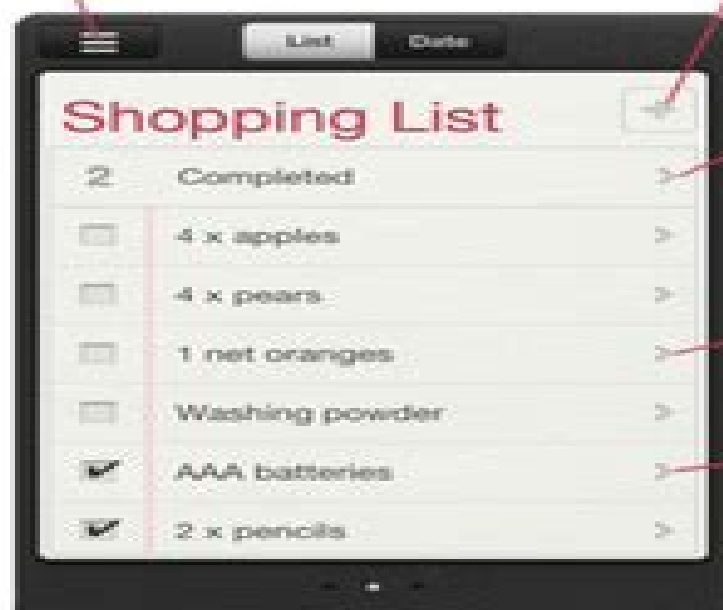 List Date
Shopping List
2 Completed
4 x apples
4 x pears
1 net oranges
Washing powder
AAA batteries
2 x pencils